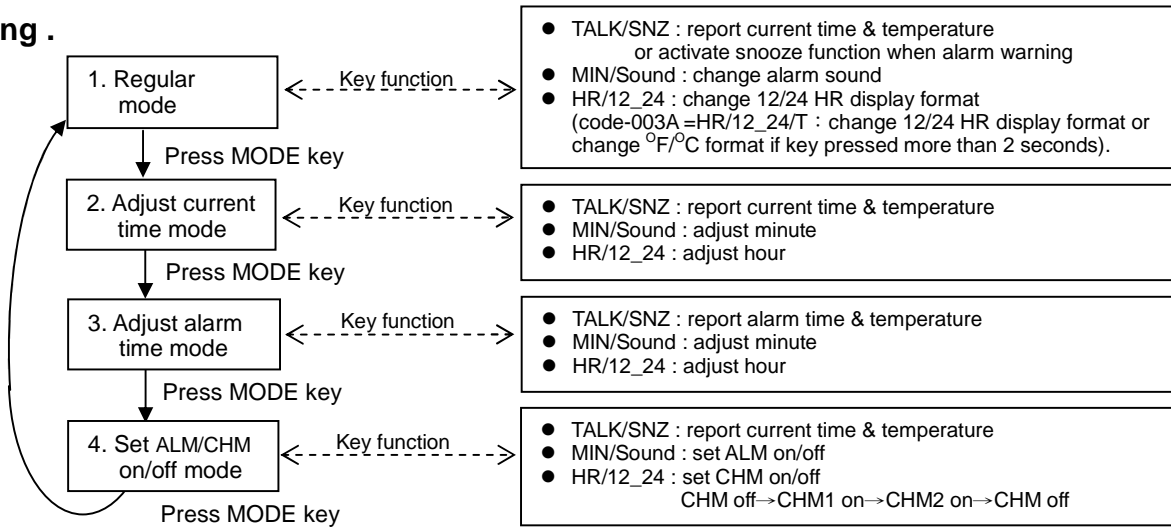 ng .
1. Regular
mode
Key function
● TALK/SNZ : report current time & temperature
or activate snooze function when alarm warning
● MIN/Sound : change alarm sound
● HR/12_24 : change 12/24 HR display format
(code-003A =HR/12_24/T : change 12/24 HR display format or
change °F/°C format if key pressed more than 2 seconds).
Press MODE key
2. Adjust current
time mode
Key function
● TALK/SNZ : report current time & temperature
● MIN/Sound : adjust minute
● HR/12_24 : adjust hour
Press MODE key
3. Adjust alarm
time mode
Key function
● TALK/SNZ : report alarm time & temperature
● MIN/Sound : adjust minute
● HR/12_24 : adjust hour
Press MODE key
4. Set ALM/CHM
on/off mode
Key function
● TALK/SNZ : report current time & temperature
● MIN/Sound : set ALM on/off
● HR/12_24 : set CHM on/off
CHM off→CHM1 on→CHM2 on→CHM off
Press MODE key